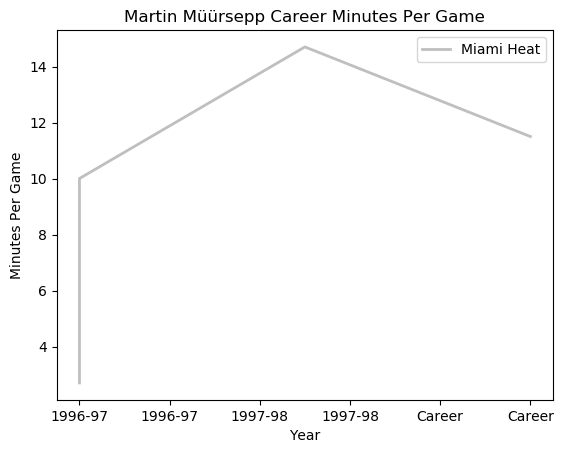 Martin Müürsepp Career Minutes Per Game
Miami Heat
Minutes Per Game
14
12
10
8
6
4
1996-97 1996-97 1997-98 1997-98 Career Career
Year